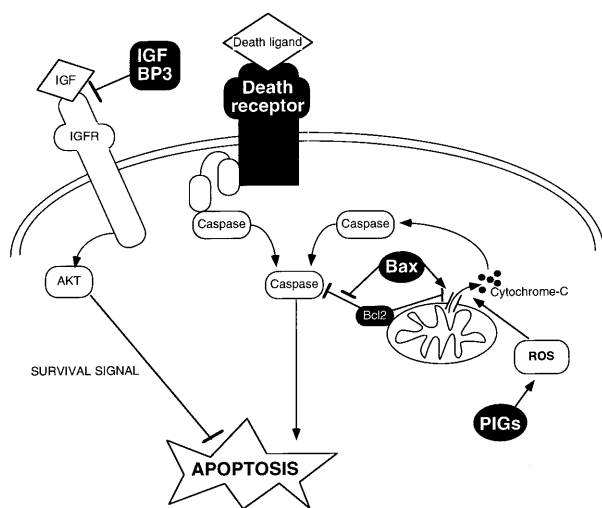 IGF
IGF
BP3
Death ligand
Death
receptor
IGFR
Caspase
Caspase
AKT
Caspase
Bax
Bcl2
Cytochrome-C
ROS
PIGs
SURVIVAL SIGNAL
APOPTOSIS